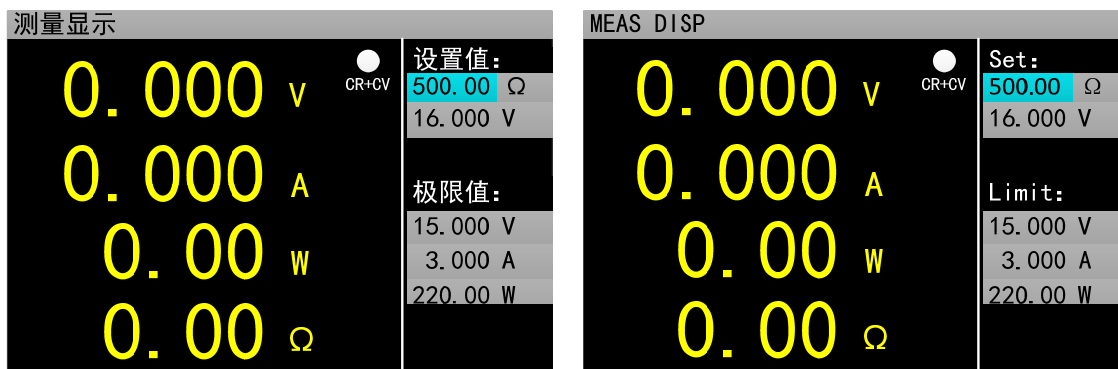 测量显示
0.000 V
CR+CV
0.000 A
0.00 W
0.00 Ω
设置值:
500.00 Ω
16.000 V
极限值:
15.000 V
3.000 A
220.00 W
MEAS DISP
0.000 V
CR+CV
0.000 A
0.00 W
0.00 Ω
Set:
500.00 Ω
16.000 V
Limit:
15.000 V
3.000 A
220.00 W